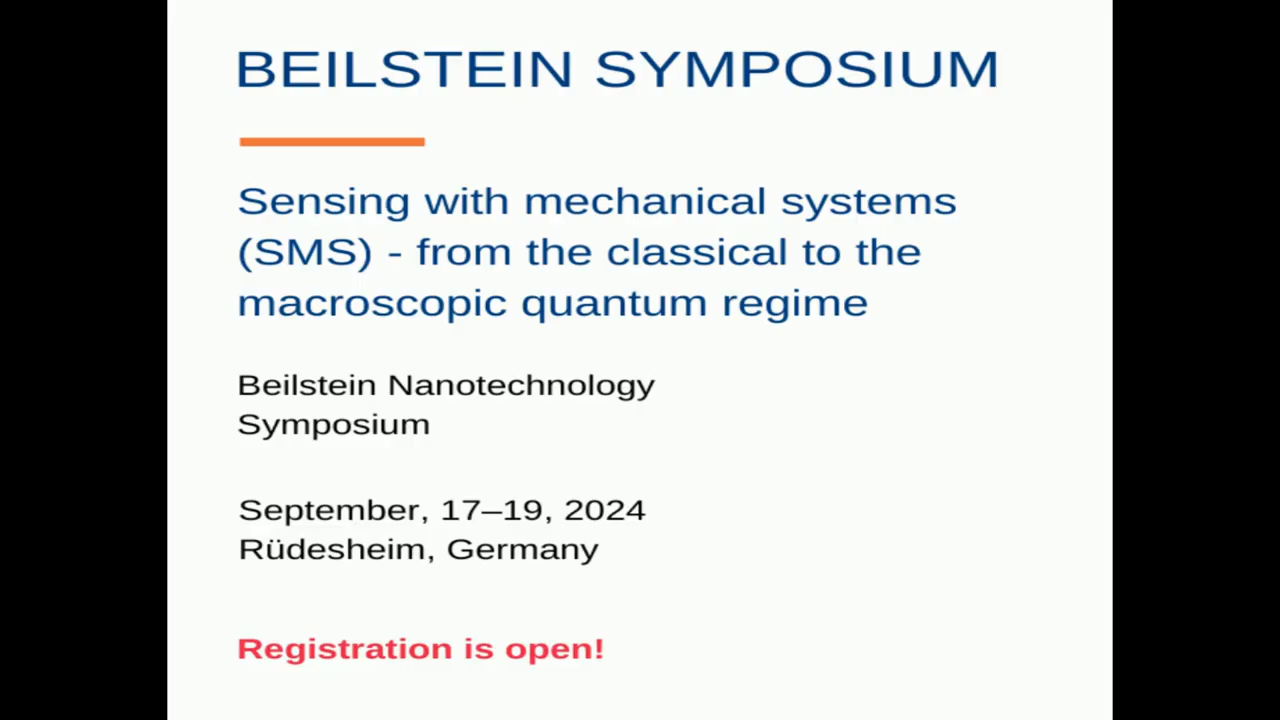 BEILSTEIN SYMPOSIUM
Sensing with mechanical systems
(SMS) - from the classical to the
macroscopic quantum regime
Beilstein Nanotechnology
Symposium
September, 17–19, 2024
Rüdesheim, Germany
Registration is open!